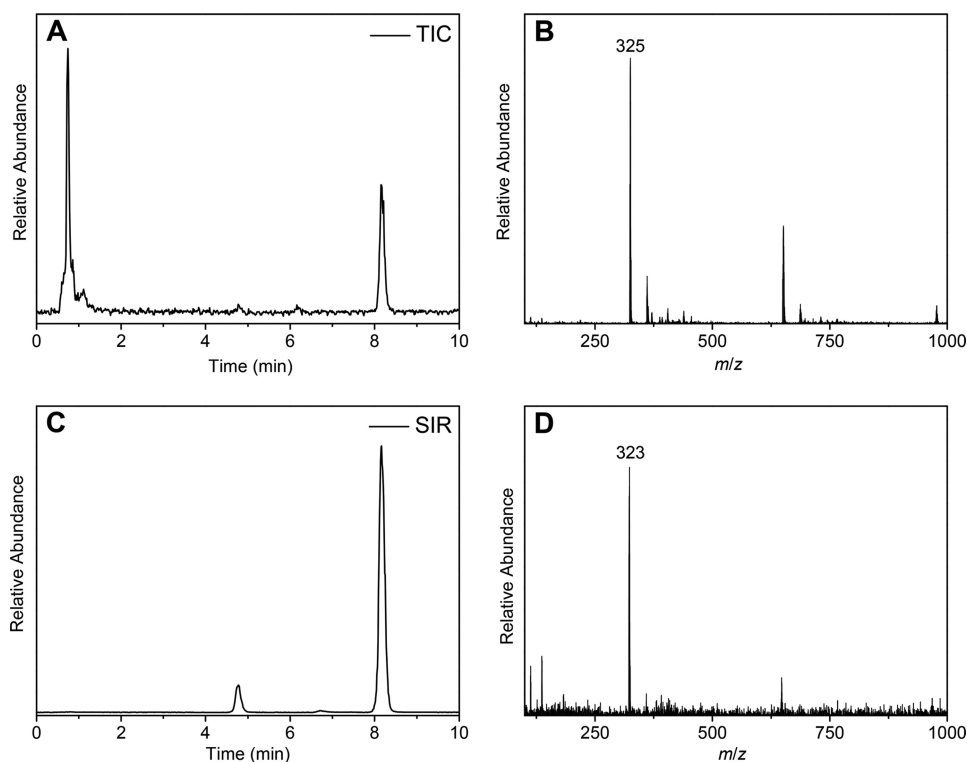 A
TIC
Relative Abundance
0
2
4
6
8
10
Time (min)
B
325
Relative Abundance
250
500
750
1000
m/z
C
SIR
Relative Abundance
0
2
4
6
8
10
Time (min)
D
323
Relative Abundance
250
500
750
1000
m/z